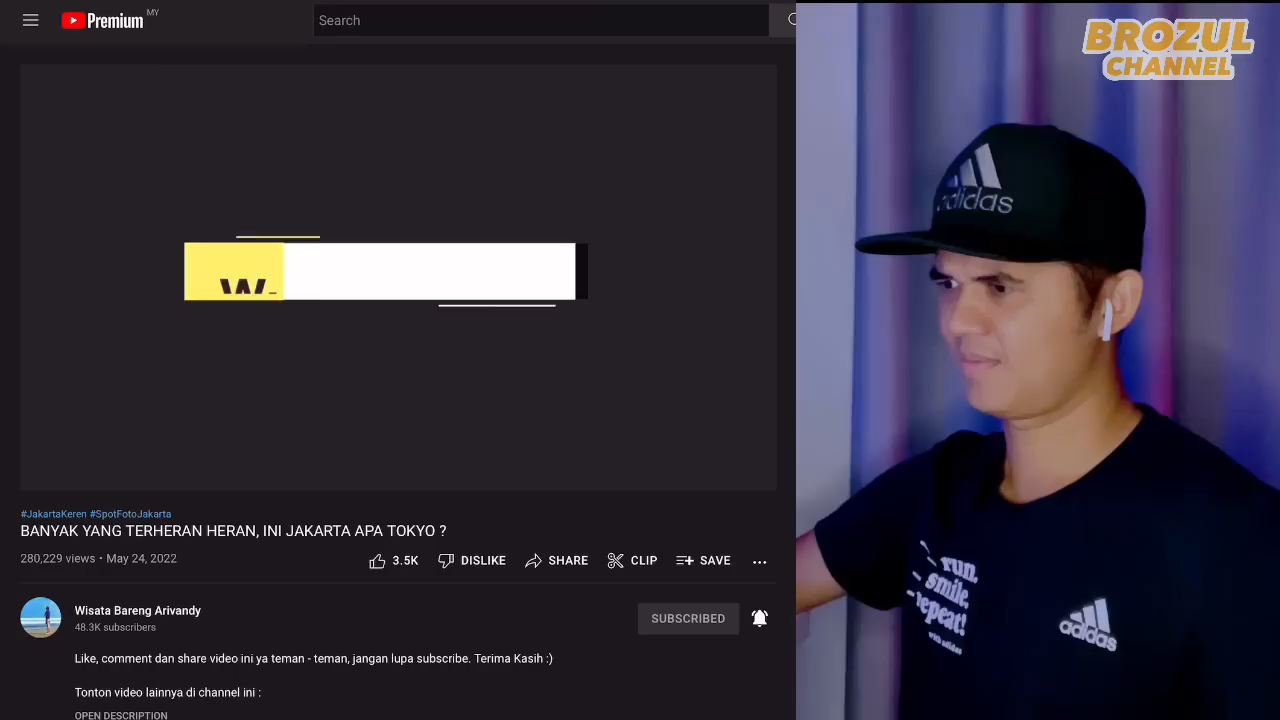 Premium MY
Search
BROZUL
CHANNEL
adidas
#JakartaKeren #SpotFotoJakarta
BANYAK YANG TERHERAN HERAN, INI JAKARTA APA TOKYO ?
280,229 views • May 24, 2022
3.5K
DISLIKE
SHARE
CLIP
SAVE
Wisata Bareng Arivandy
48.3K subscribers
SUBSCRIBED
Like, comment dan share video ini ya teman - teman, jangan lupa subscribe. Terima Kasih :)
Tonton video lainnya di channel ini :
OPEN DESCRIPTION
run.
smile.
repeat!
with adidas
adidas